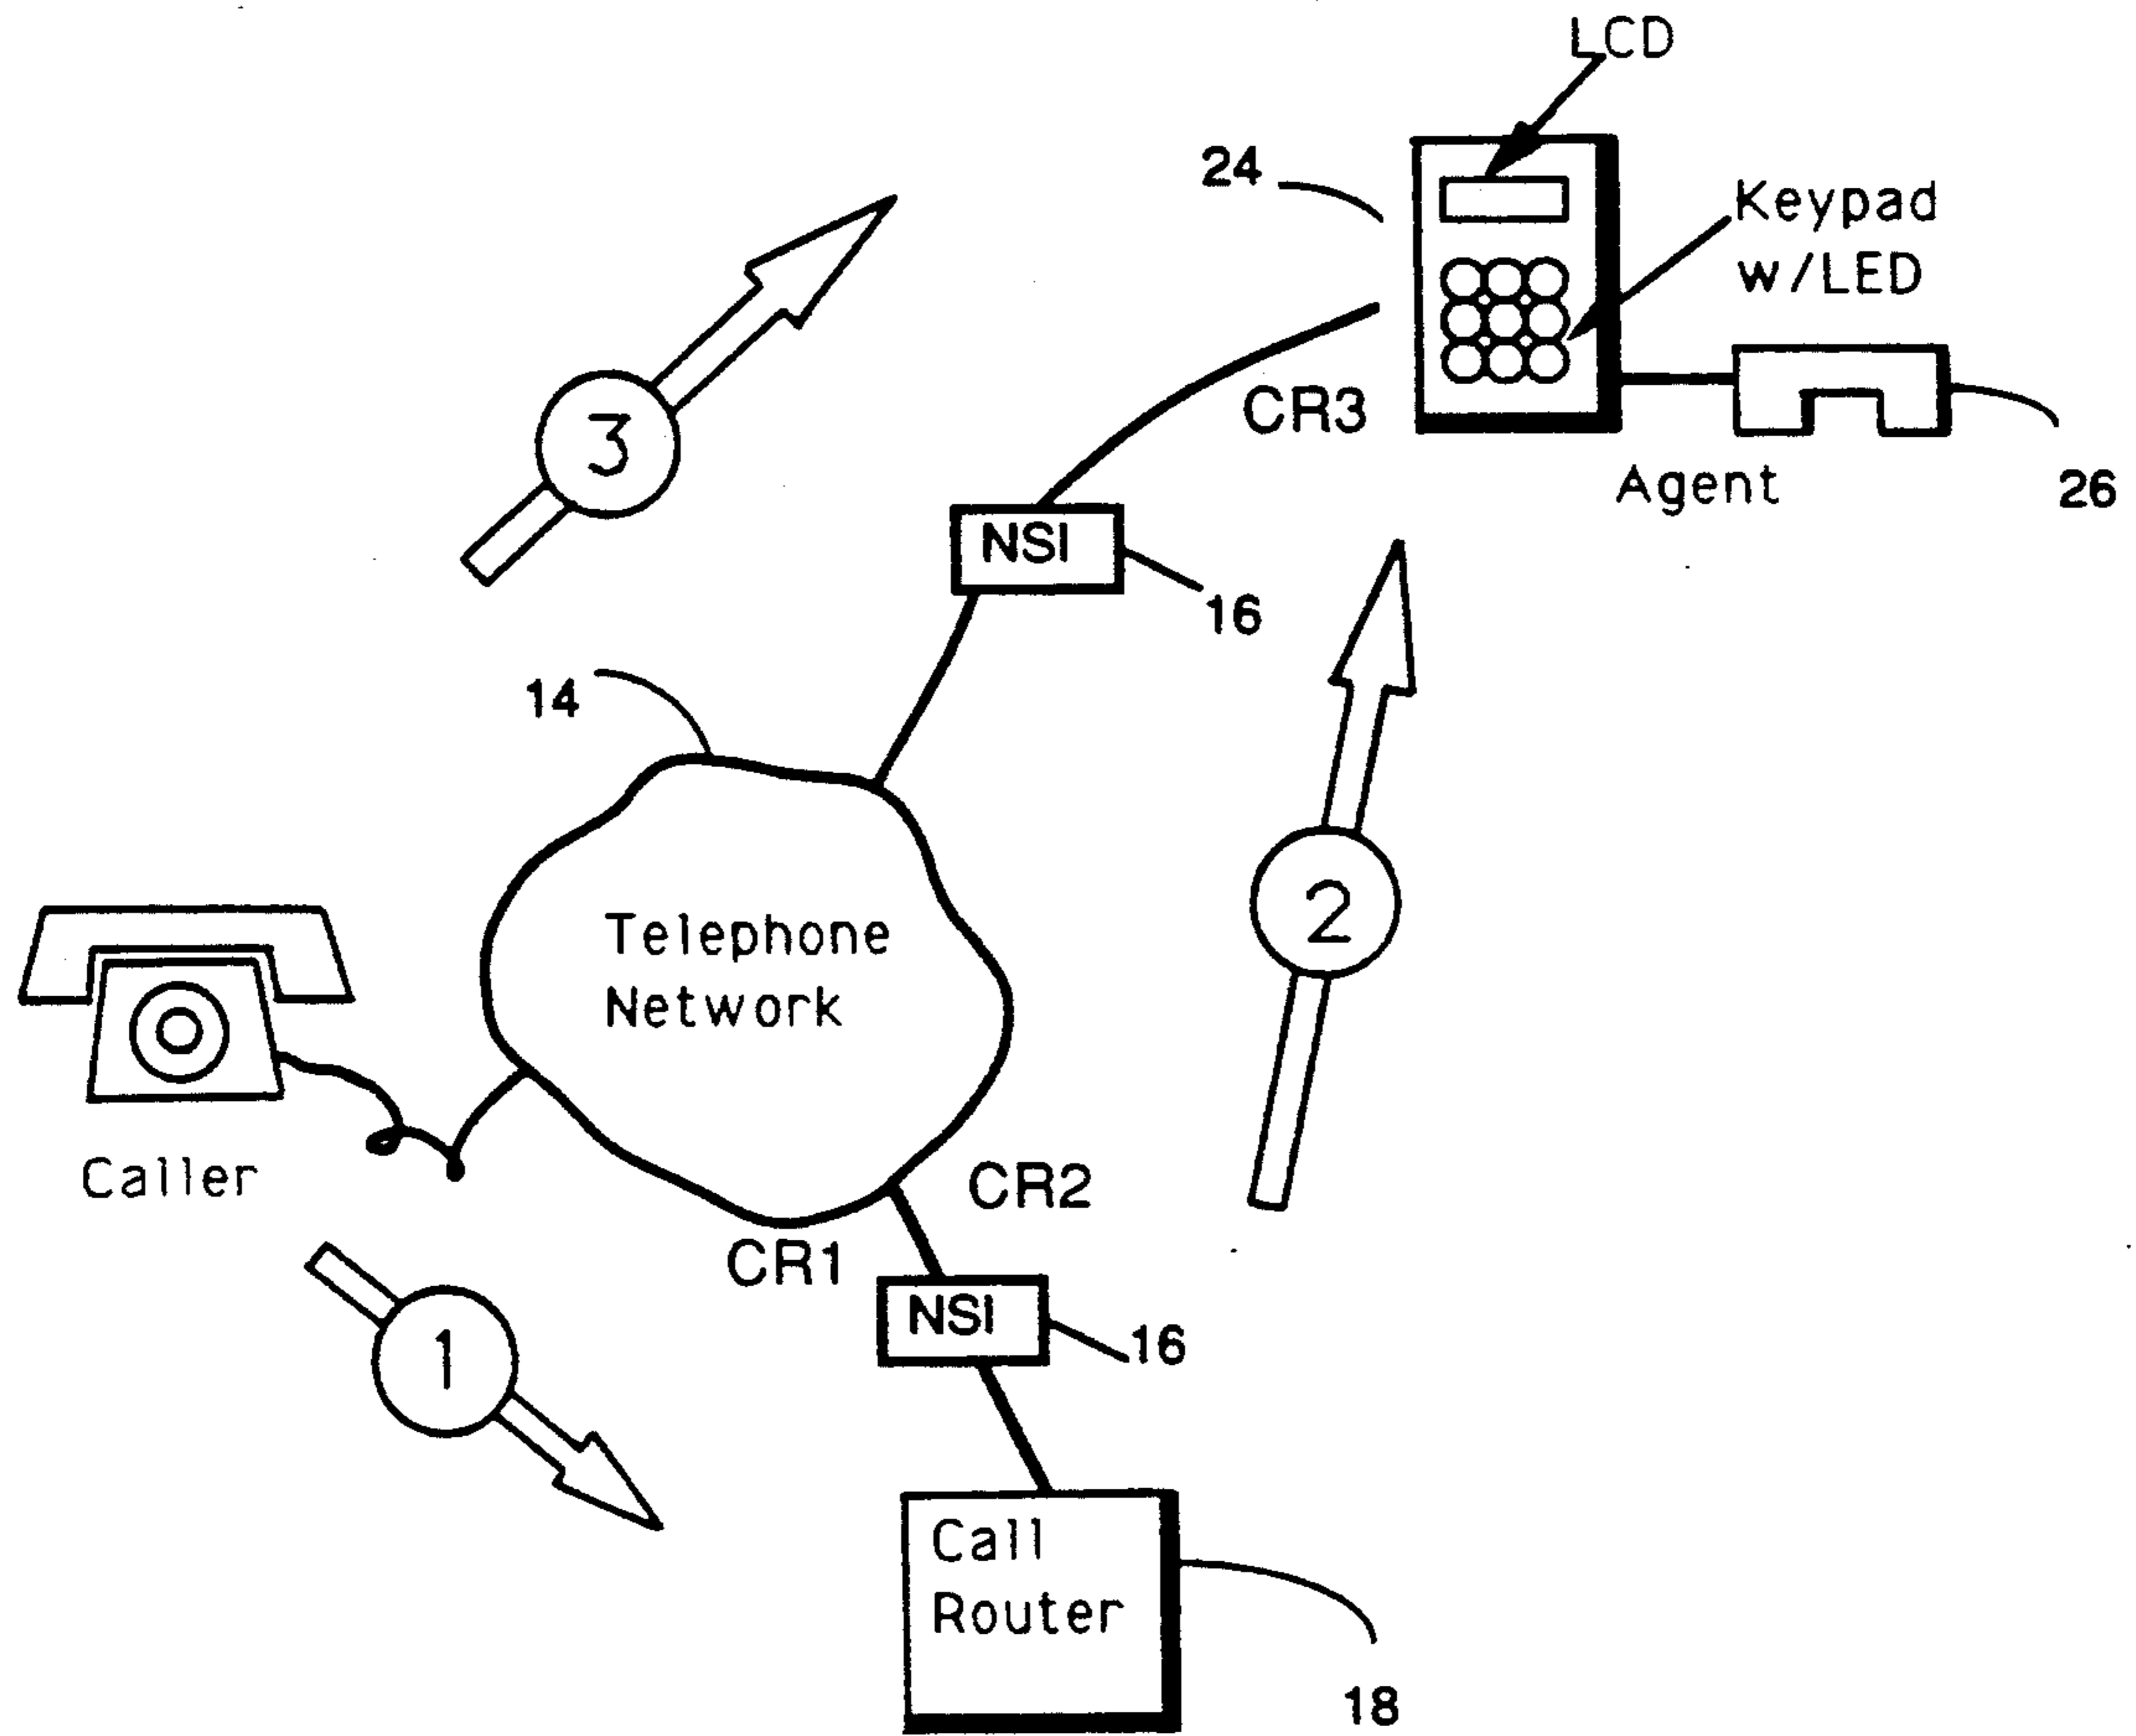 LCD
24
Keypad
w/LED
3
CR3
Agent
26
NSI
16
14
2
Telephone
Network
Caller
CR2
CR1
NSI
16
1
Call
Router
18